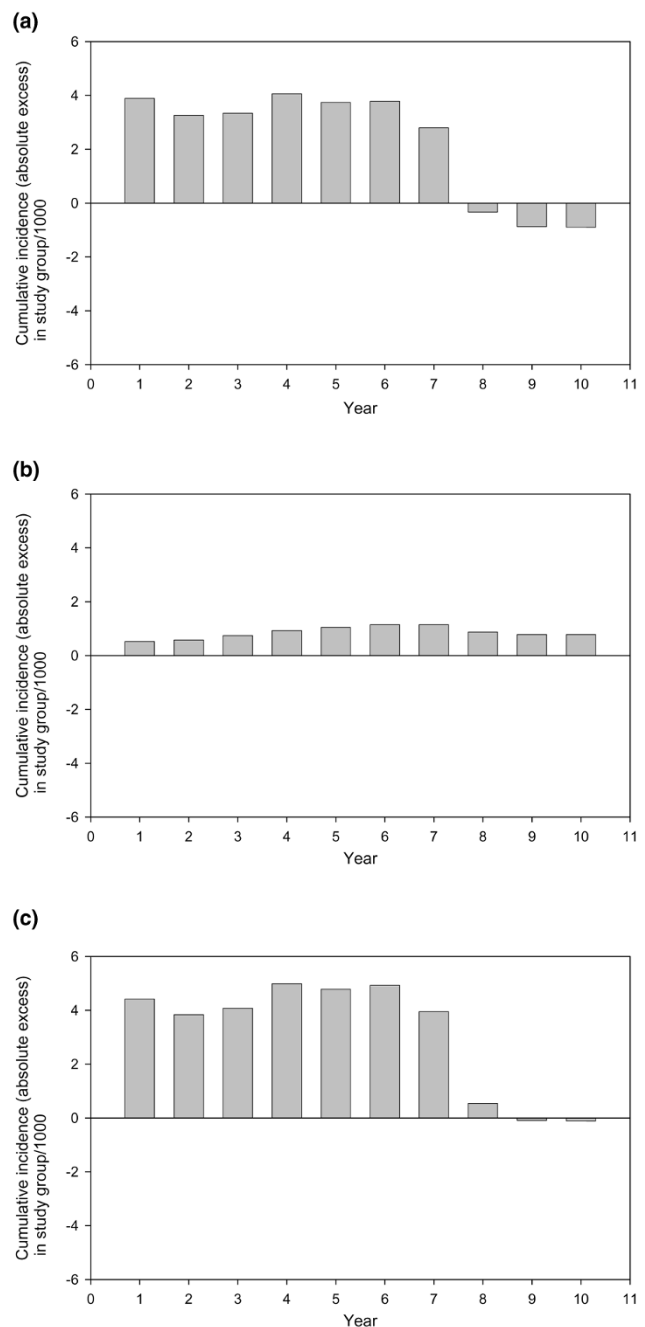 (a)
Cumulative incidence (absolute excess)
in study group/1000
6
4
2
0
-2
-4
-6
0 1 2 3 4 5 6 7 8 9 10 11
Year
(b)
Cumulative incidence (absolute excess)
in study group/1000
6
4
2
0
-2
-4
-6
0 1 2 3 4 5 6 7 8 9 10 11
Year
(c)
Cumulative incidence (absolute excess)
in study group/1000
6
4
2
0
-2
-4
-6
0 1 2 3 4 5 6 7 8 9 10 11
Year